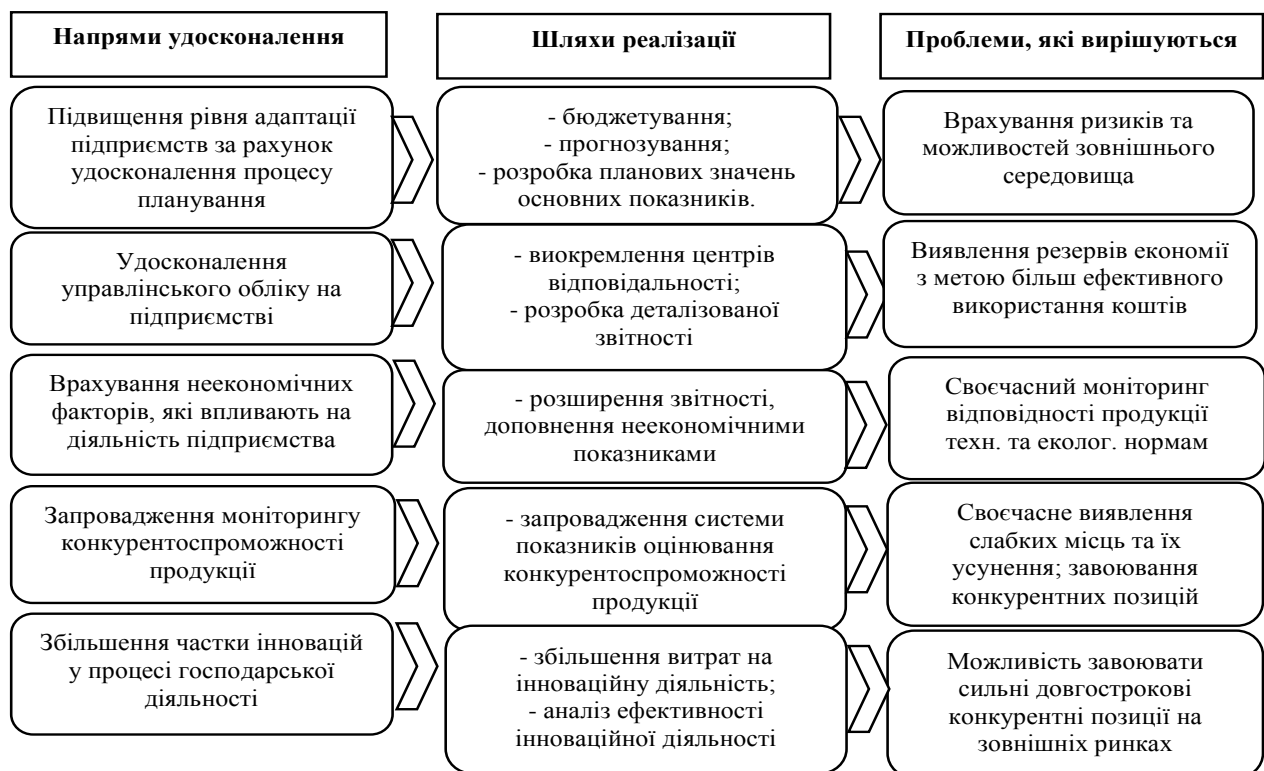 Напрями удосконалення
Шляхи реалізації
Проблеми, які вирішуються
Підвищення рівня адаптації
підприємств за рахунок
удосконалення процесу
планування
- бюджетування;
- прогнозування;
- розробка планових значень
основних показників.
Врахування ризиків та
можливостей зовнішнього
середовища
Удосконалення
управлінського обліку на
підприємстві
- виокремлення центрів
відповідальності;
- розробка деталізованої
звітності
Виявлення резервів економії
з метою більш ефективного
використання коштів
Врахування неекономічних
факторів, які впливають на
діяльність підприємства
- розширення звітності,
доповнення неекономічними
показниками
Своєчасний моніторинг
відповідності продукції
техн. та еколог. нормам
Запровадження моніторингу
конкурентоспроможності
продукції
- запровадження системи
показників оцінювання
конкурентоспроможності
продукції
Своєчасне виявлення
слабких місць та їх
усунення; завоювання
конкурентних позицій
Збільшення частки інновацій
у процесі господарської
діяльності
- збільшення витрат на
інноваційну діяльність;
- аналіз ефективності
інноваційної діяльності
Можливість завоювати
сильні довгострокові
конкурентні позиції на
зовнішніх ринках